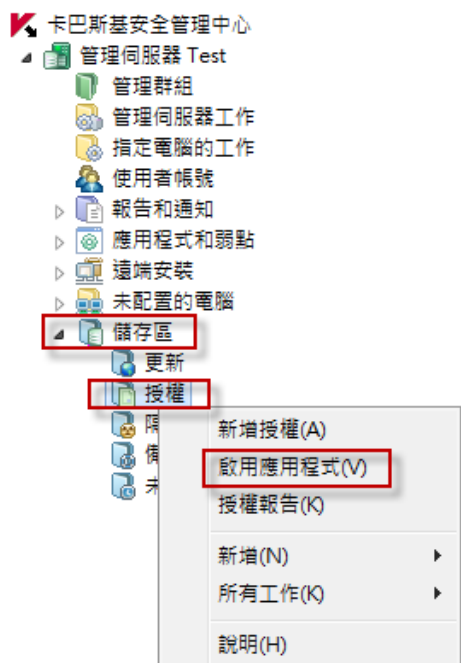 卡巴斯基安全管理中心
管理伺服器 Test
管理群組
管理伺服器工作
指定電腦的工作
使用者帳號
報告和通知
應用程式和弱點
遠端安裝
未配置的電腦
儲存區
更新
授權
新增授權(A)
啟用應用程式(V)
授權報告(K)
新增(N)
所有工作(K)
說明(H)